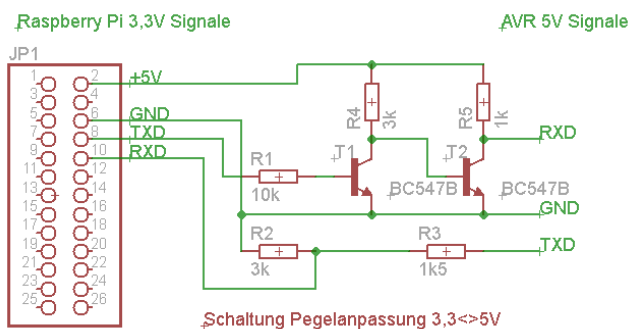 Raspberry Pi 3,3V Signale
AVR 5V Signale
JP1
1 2 +5V
3 4
5 6 GND
7 8 TXD
9 10 RXD
11 12
13 14
15 16
17 18
19 20
21 22
23 24
25 26
R4 3k
R5 1k
RXD
R1 10k
T1 BC547B
T2 BC547B
GND
R2 3k
R3 1k5
TXD
Schaltung Pegelanpassung 3,3<>5V